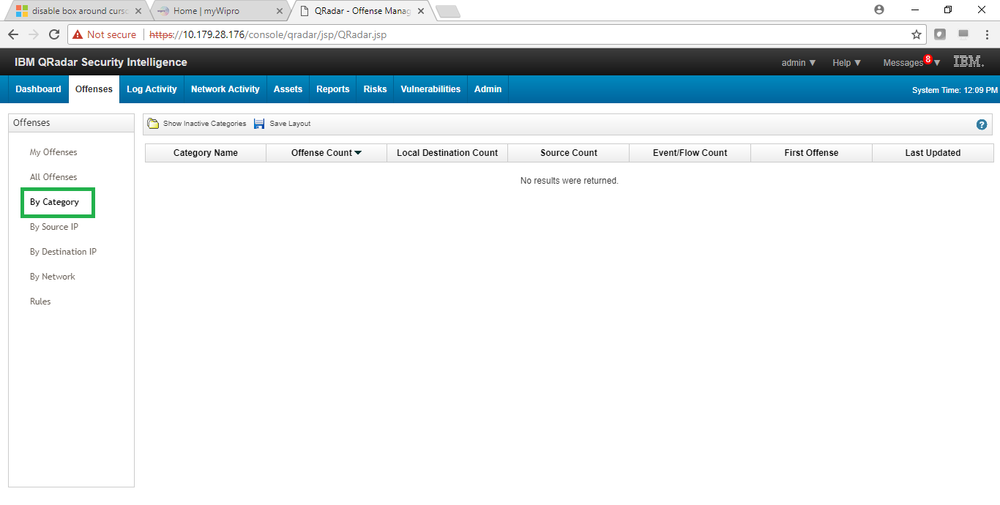 disable box around curs
Home | myWipro
QRadar - Offense Manag
Not secure https://10.179.28.176/console/qradar/jsp/QRadar.jsp
IBM QRadar Security Intelligence
admin ▼ Help ▼ Messages 8 ▼ IBM.
Dashboard Offenses Log Activity Network Activity Assets Reports Risks Vulnerabilities Admin System Time: 12:09 PM
Offenses
My Offenses
All Offenses
By Category
By Source IP
By Destination IP
By Network
Rules
Show Inactive Categories Save Layout ?
Category Name Offense Count Local Destination Count Source Count Event/Flow Count First Offense Last Updated
No results were returned.